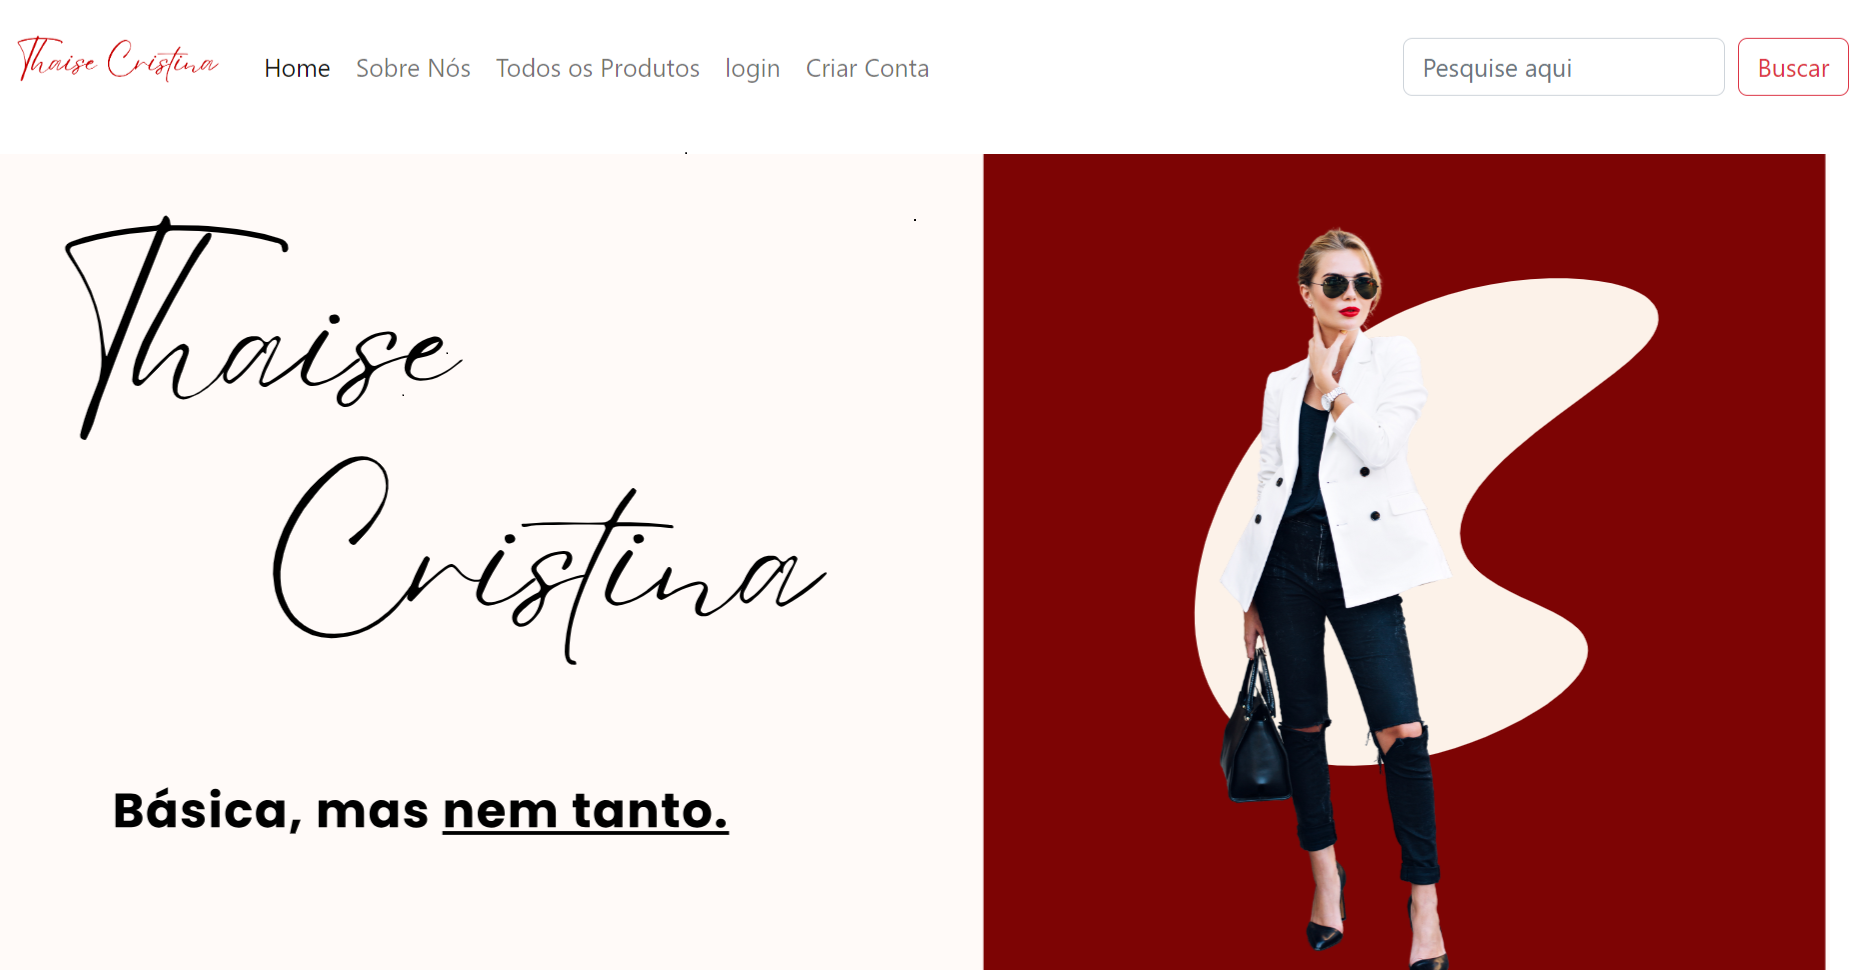 Thaise Cristina
Home Sobre Nós Todos os Produtos login Criar Conta
Pesquise aqui Buscar
Thaise
Cristina
Básica, mas nem tanto.